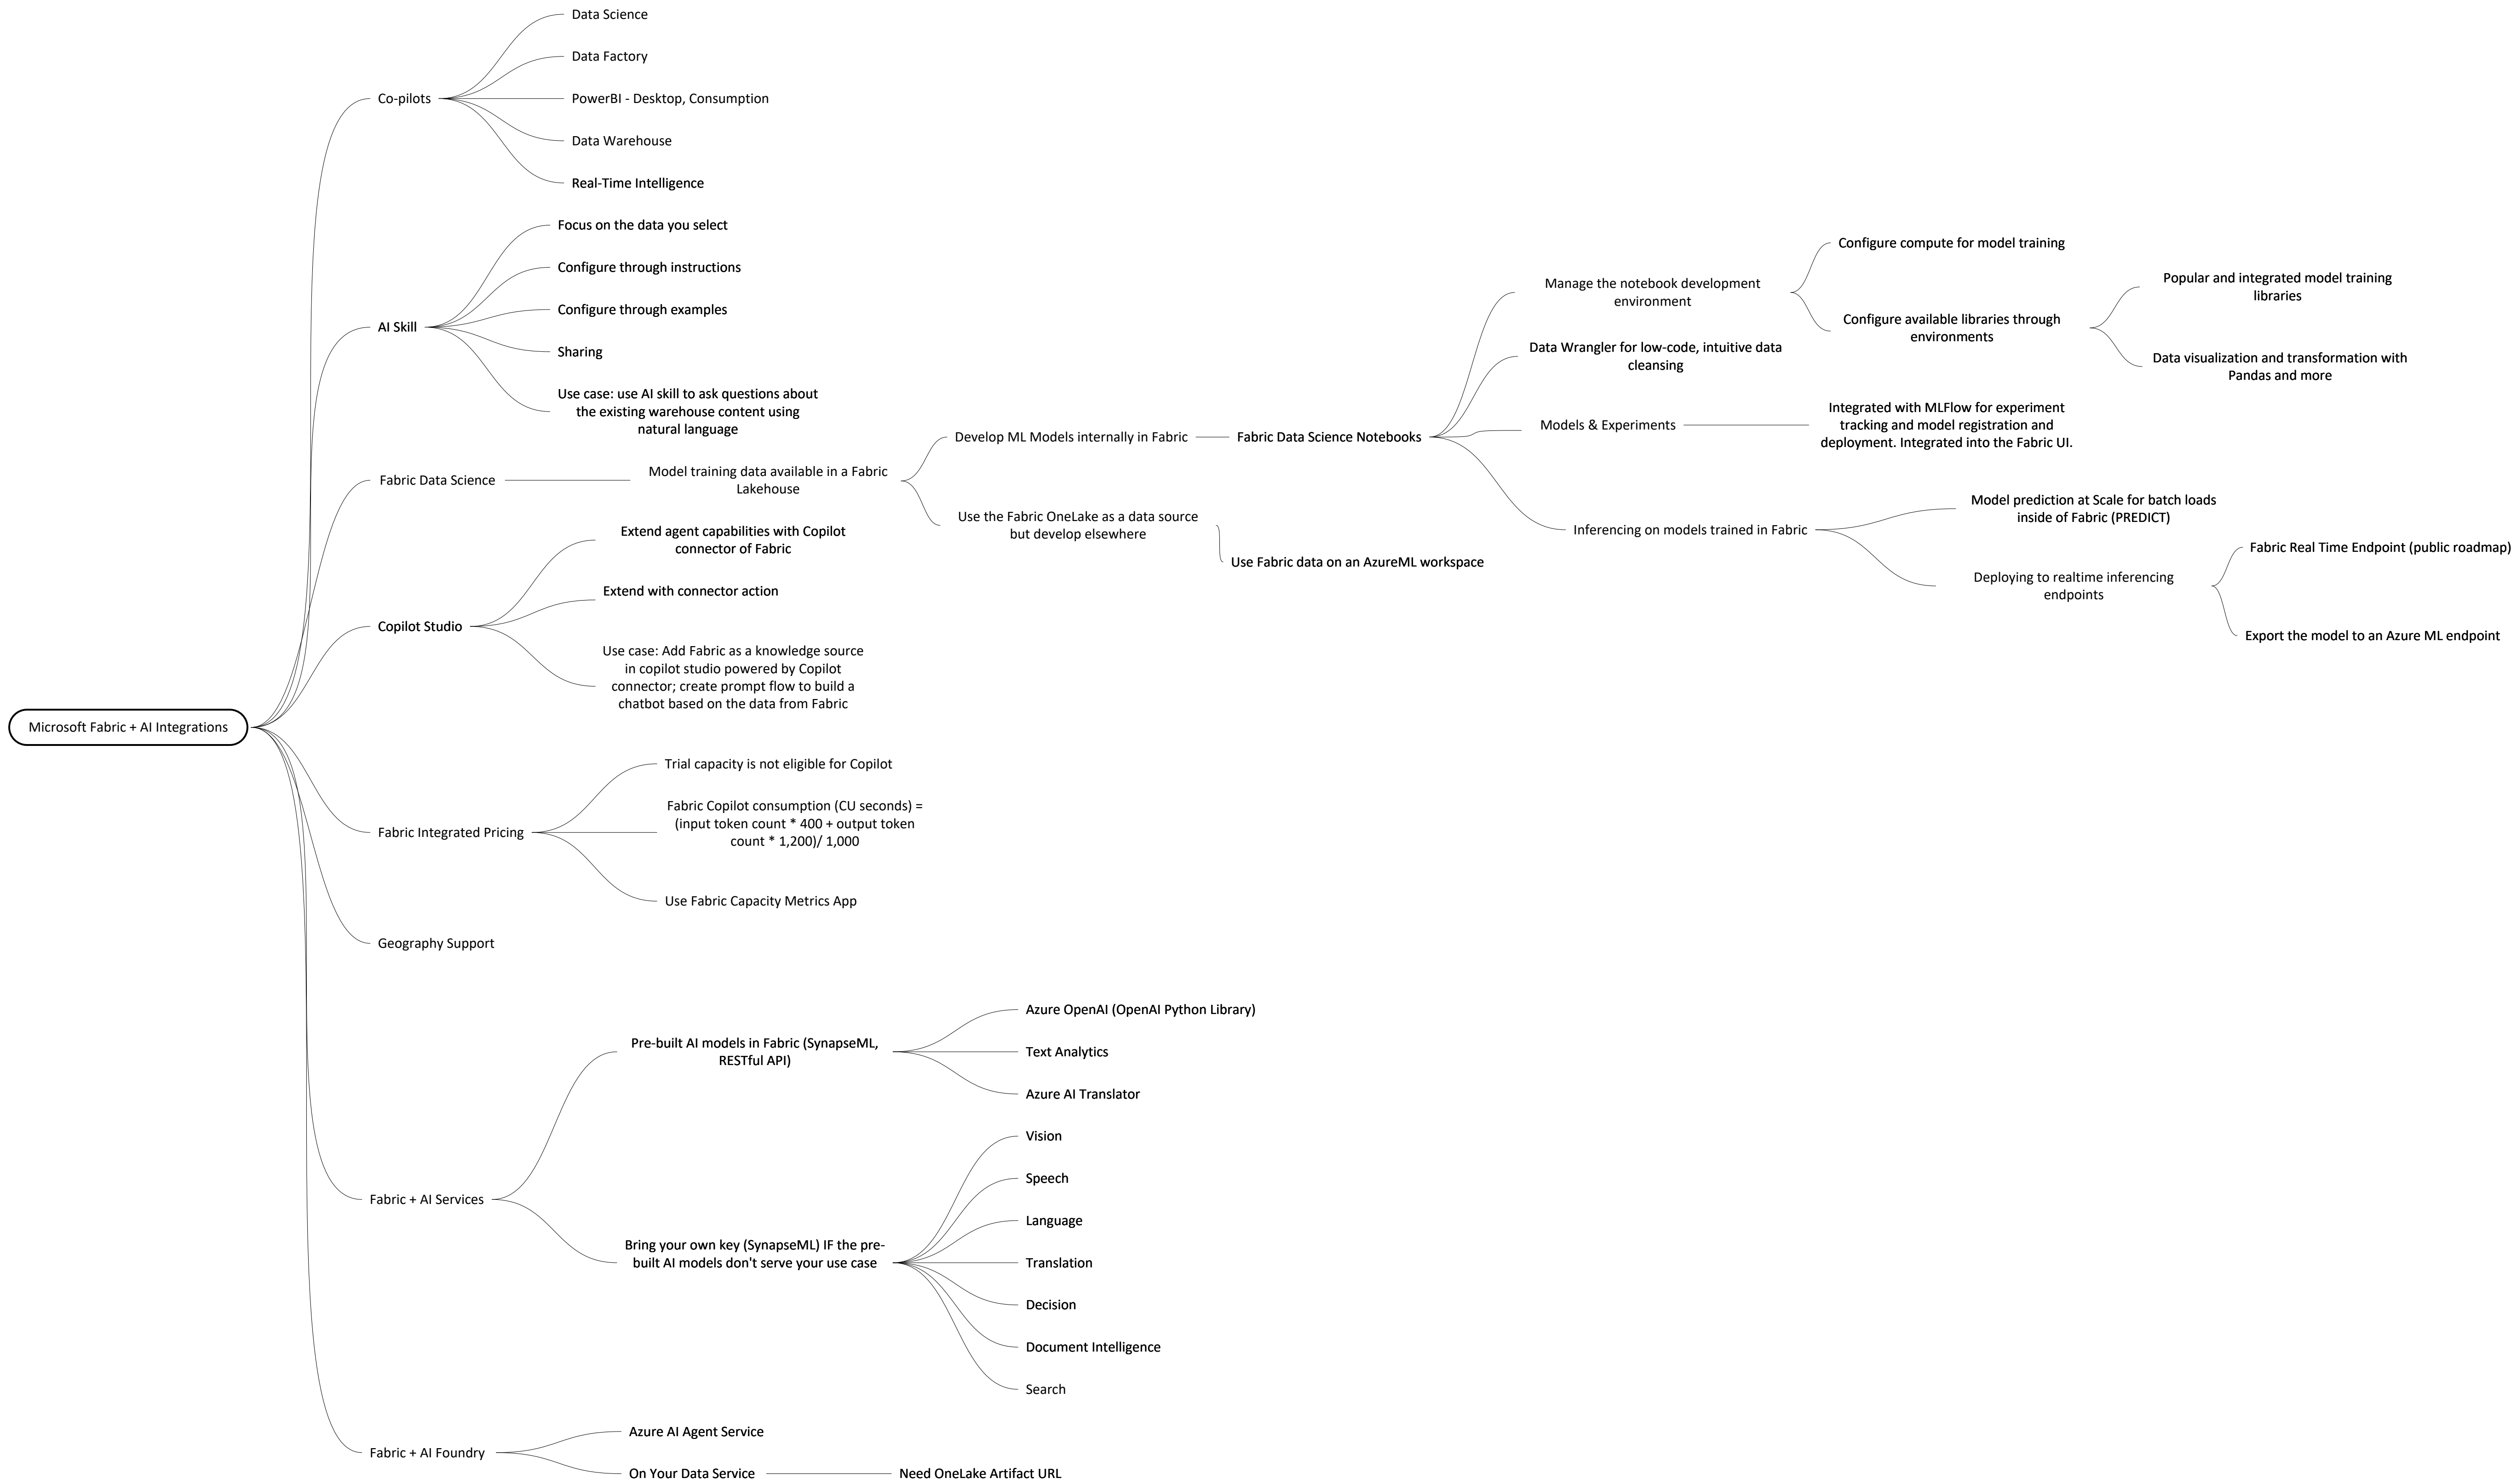 Microsoft Fabric + AI Integrations
Co-pilots
Data Science
Data Factory
PowerBI - Desktop, Consumption
Data Warehouse
Real-Time Intelligence
AI Skill
Focus on the data you select
Configure through instructions
Configure through examples
Sharing
Use case: use AI skill to ask questions about
the existing warehouse content using
natural language
Fabric Data Science
Model training data available in a Fabric
Lakehouse
Develop ML Models internally in Fabric
Fabric Data Science Notebooks
Manage the notebook development
environment
Configure compute for model training
Configure available libraries through
environments
Popular and integrated model training
libraries
Data visualization and transformation with
Pandas and more
Data Wrangler for low-code, intuitive data
cleansing
Models & Experiments
Integrated with MLFlow for experiment
tracking and model registration and
deployment. Integrated into the Fabric UI.
Inferencing on models trained in Fabric
Model prediction at Scale for batch loads
inside of Fabric (PREDICT)
Deploying to realtime inferencing
endpoints
Fabric Real Time Endpoint (public roadmap)
Export the model to an Azure ML endpoint
Use the Fabric OneLake as a data source
but develop elsewhere
Use Fabric data on an AzureML workspace
Copilot Studio
Extend agent capabilities with Copilot
connector of Fabric
Extend with connector action
Use case: Add Fabric as a knowledge source
in copilot studio powered by Copilot
connector; create prompt flow to build a
chatbot based on the data from Fabric
Fabric Integrated Pricing
Trial capacity is not eligible for Copilot
Fabric Copilot consumption (CU seconds) =
(input token count * 400 + output token
count * 1,200)/ 1,000
Use Fabric Capacity Metrics App
Geography Support
Fabric + AI Services
Pre-built AI models in Fabric (SynapseML,
RESTful API)
Azure OpenAI (OpenAI Python Library)
Text Analytics
Azure AI Translator
Bring your own key (SynapseML) IF the pre-
built AI models don't serve your use case
Vision
Speech
Language
Translation
Decision
Document Intelligence
Search
Fabric + AI Foundry
Azure AI Agent Service
On Your Data Service
Need OneLake Artifact URL